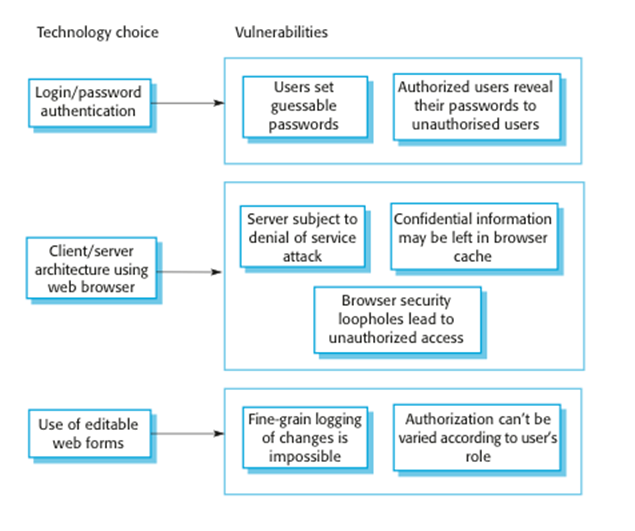 Technology choice
Vulnerabilities
Login/password
authentication
Users set
guessable
passwords
Authorized users reveal
their passwords to
unauthorised users
Client/server
architecture using
web browser
Server subject to
denial of service
attack
Confidential information
may be left in browser
cache
Browser security
loopholes lead to
unauthorized access
Use of editable
web forms
Fine-grain logging
of changes is
impossible
Authorization can't be
varied according to user's
role